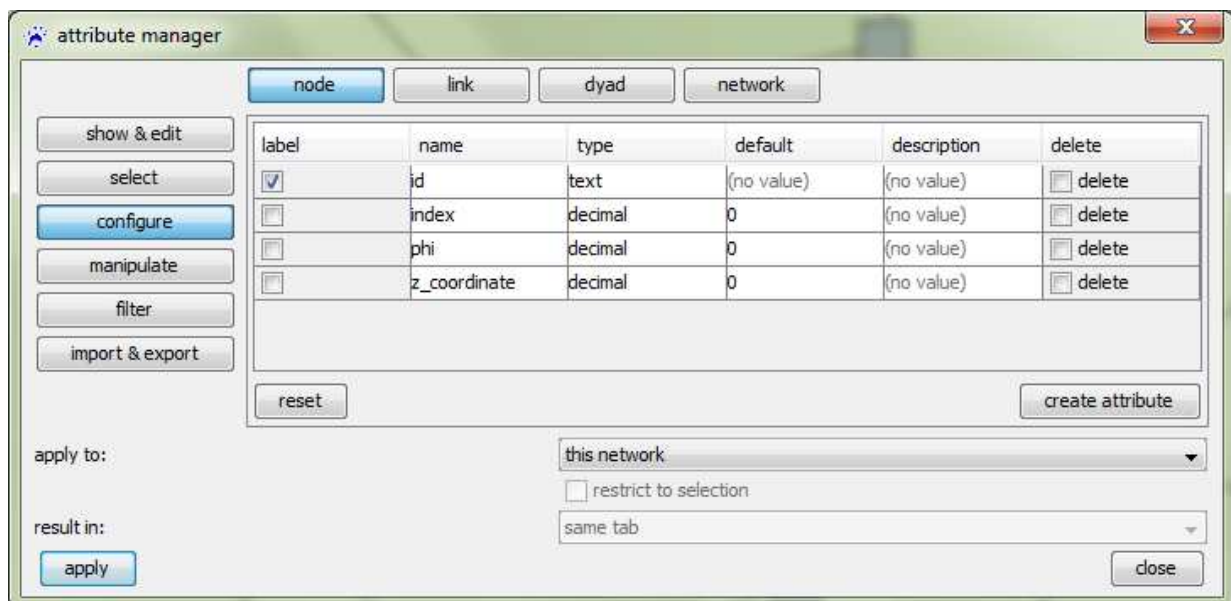 attribute manager
node link dyad network
show & edit
select
configure
manipulate
filter
import & export
label name type default description delete
id text (no value) (no value) delete
index decimal 0 (no value) delete
phi decimal 0 (no value) delete
z_coordinate decimal 0 (no value) delete
reset create attribute
apply to: this network
restrict to selection
result in: same tab
apply close